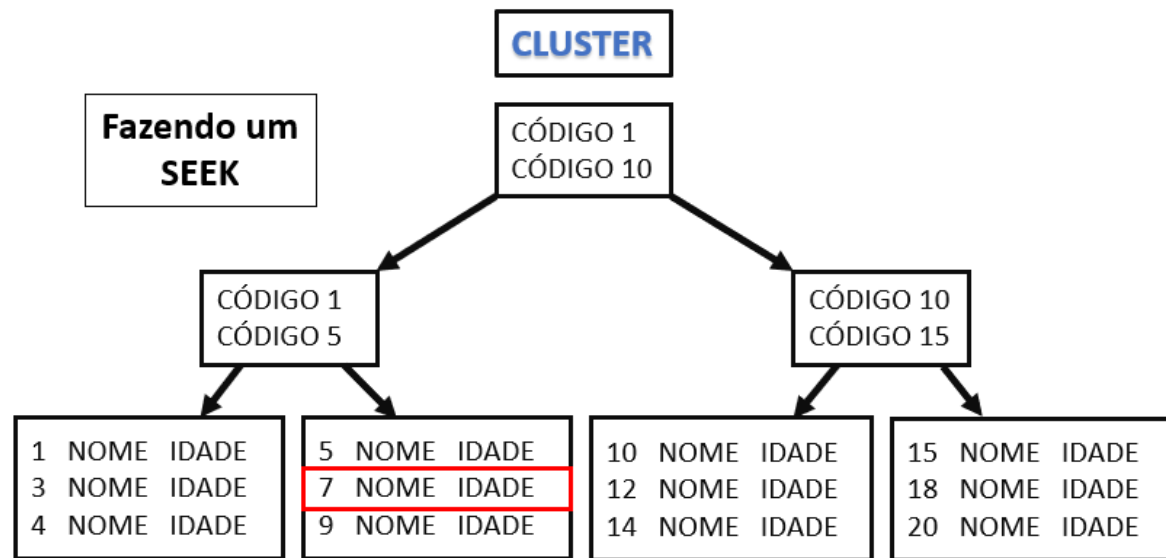 CLUSTER
Fazendo um
SEEK
CÓDIGO 1
CÓDIGO 10
CÓDIGO 1
CÓDIGO 5
CÓDIGO 10
CÓDIGO 15
1 NOME IDADE
3 NOME IDADE
4 NOME IDADE
5 NOME IDADE
7 NOME IDADE
9 NOME IDADE
10 NOME IDADE
12 NOME IDADE
14 NOME IDADE
15 NOME IDADE
18 NOME IDADE
20 NOME IDADE